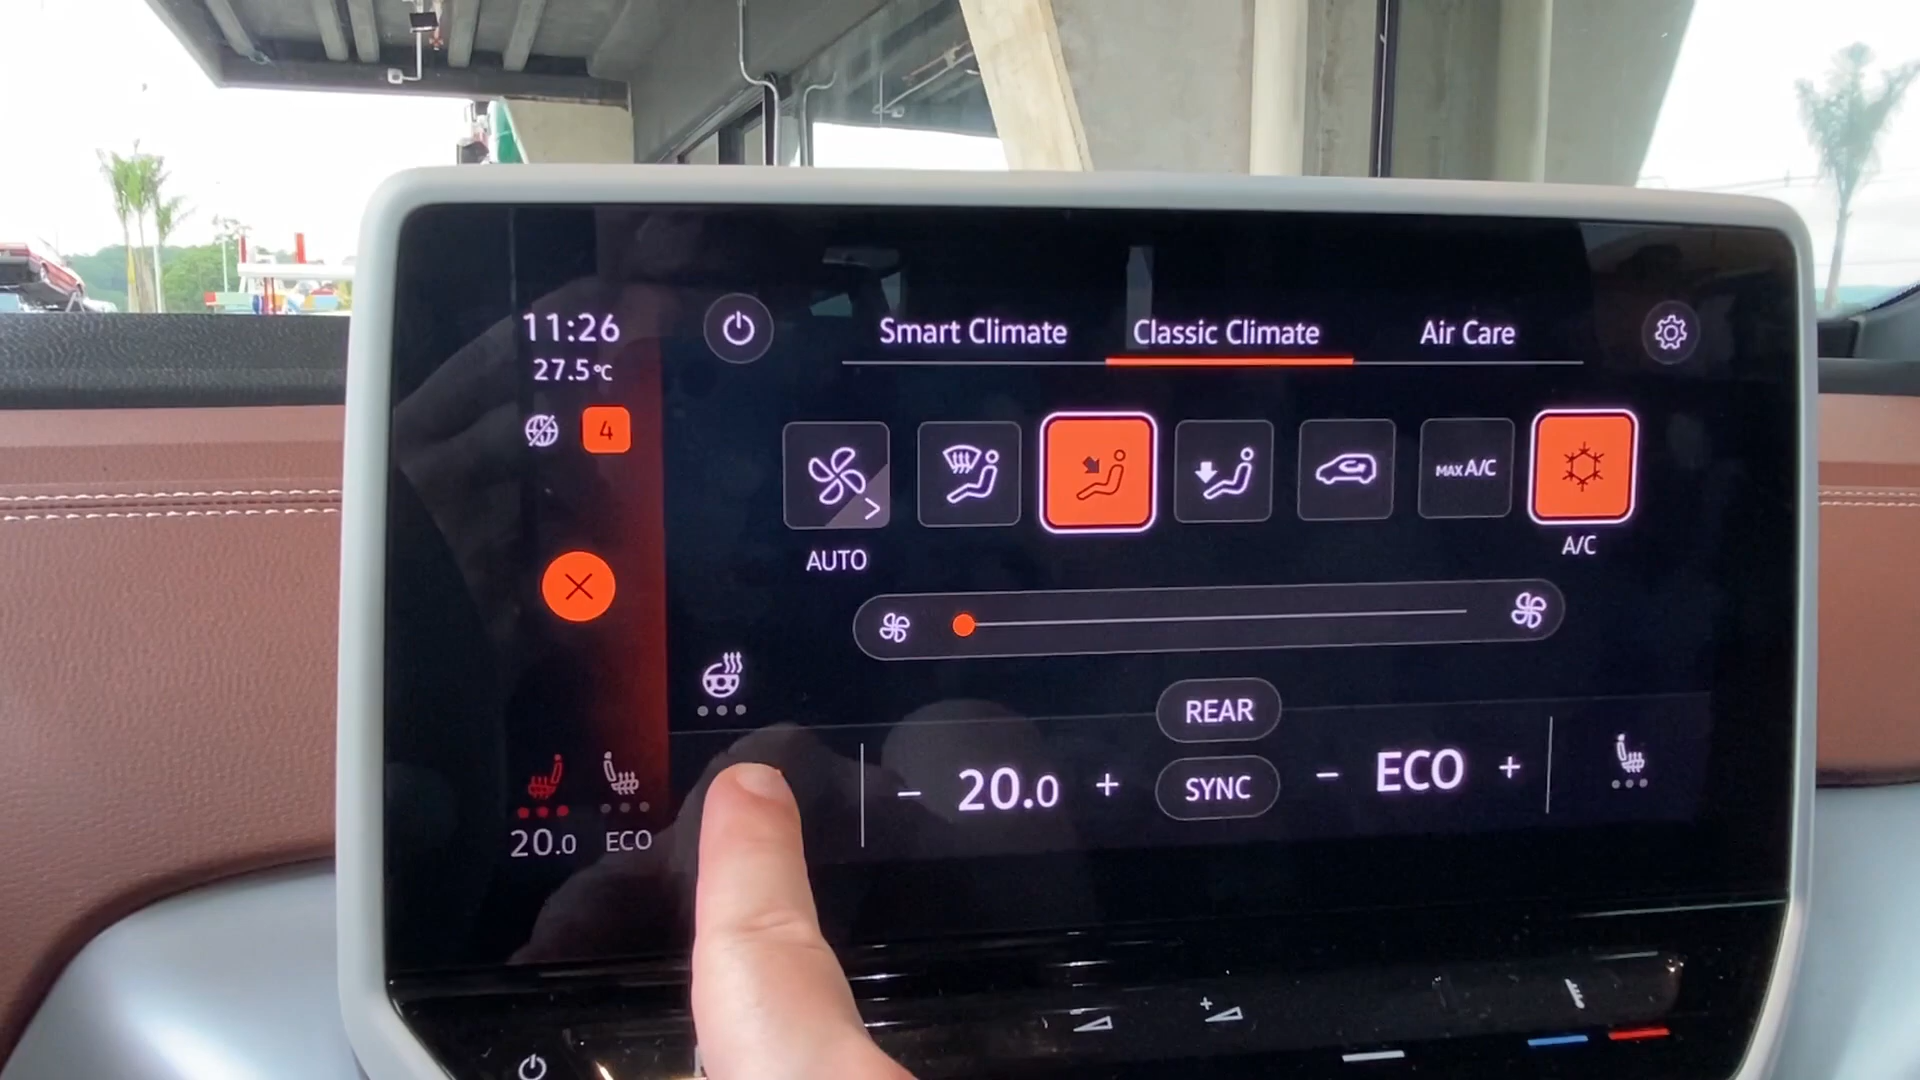 11:26
27.5°C
4
Smart Climate
Classic Climate
Air Care
MAX A/C
AUTO
A/C
REAR
- 20.0 +
SYNC
- ECO +
20.0
ECO